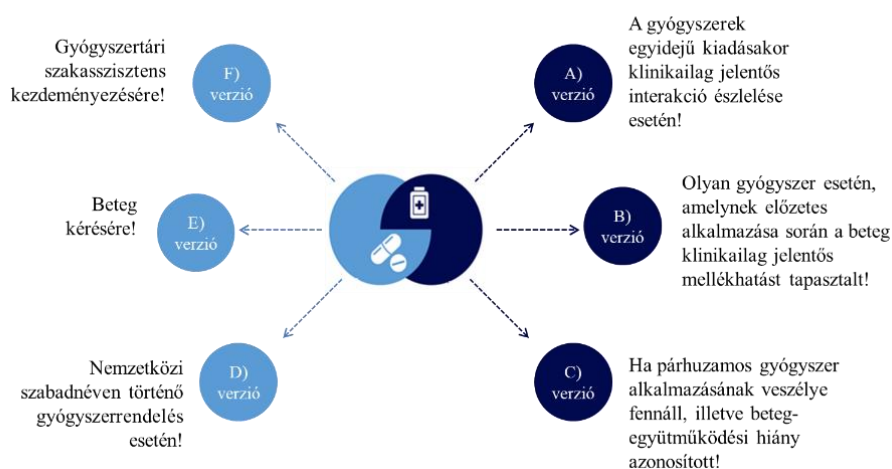 Gyógyszertári
szakasszisztens
kezdeményezésére!
F)
verzió
A gyógyszerek
egyidejű kiadásakor
klinikailag jelentős
interakció észlelése
esetén!
A)
verzió
Beteg
kérésére!
E)
verzió
Olyan gyógyszer esetén,
amelynek előzetes
alkalmazása során a beteg
klinikailag jelentős
mellékhatást tapasztalt!
B)
verzió
Nemzetközi
szabadnéven történő
gyógyszerrendelés
esetén!
D)
verzió
Ha párhuzamos gyógyszer
alkalmazásának veszélye
fennáll, illetve beteg-
együttműködési hiány
azonosított!
C)
verzió